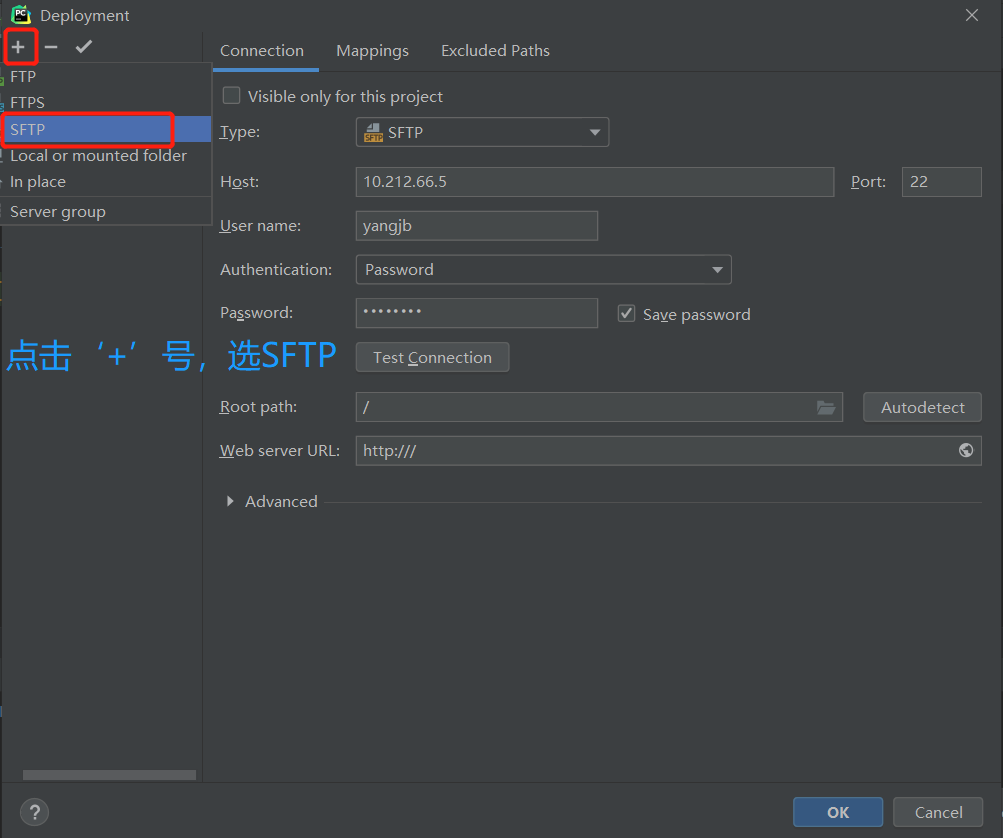 Deployment
FTP
FTPS
SFTP
Local or mounted folder
In place
Server group
点击‘+’号，选SFTP
Connection Mappings Excluded Paths
Visible only for this project
Type: SFTP
Host: 10.212.66.5 Port: 22
User name: yangjb
Authentication: Password
Password: •••••••• Save password
Test Connection
Root path: / Autodetect
Web server URL: http:///
Advanced
? OK Cancel